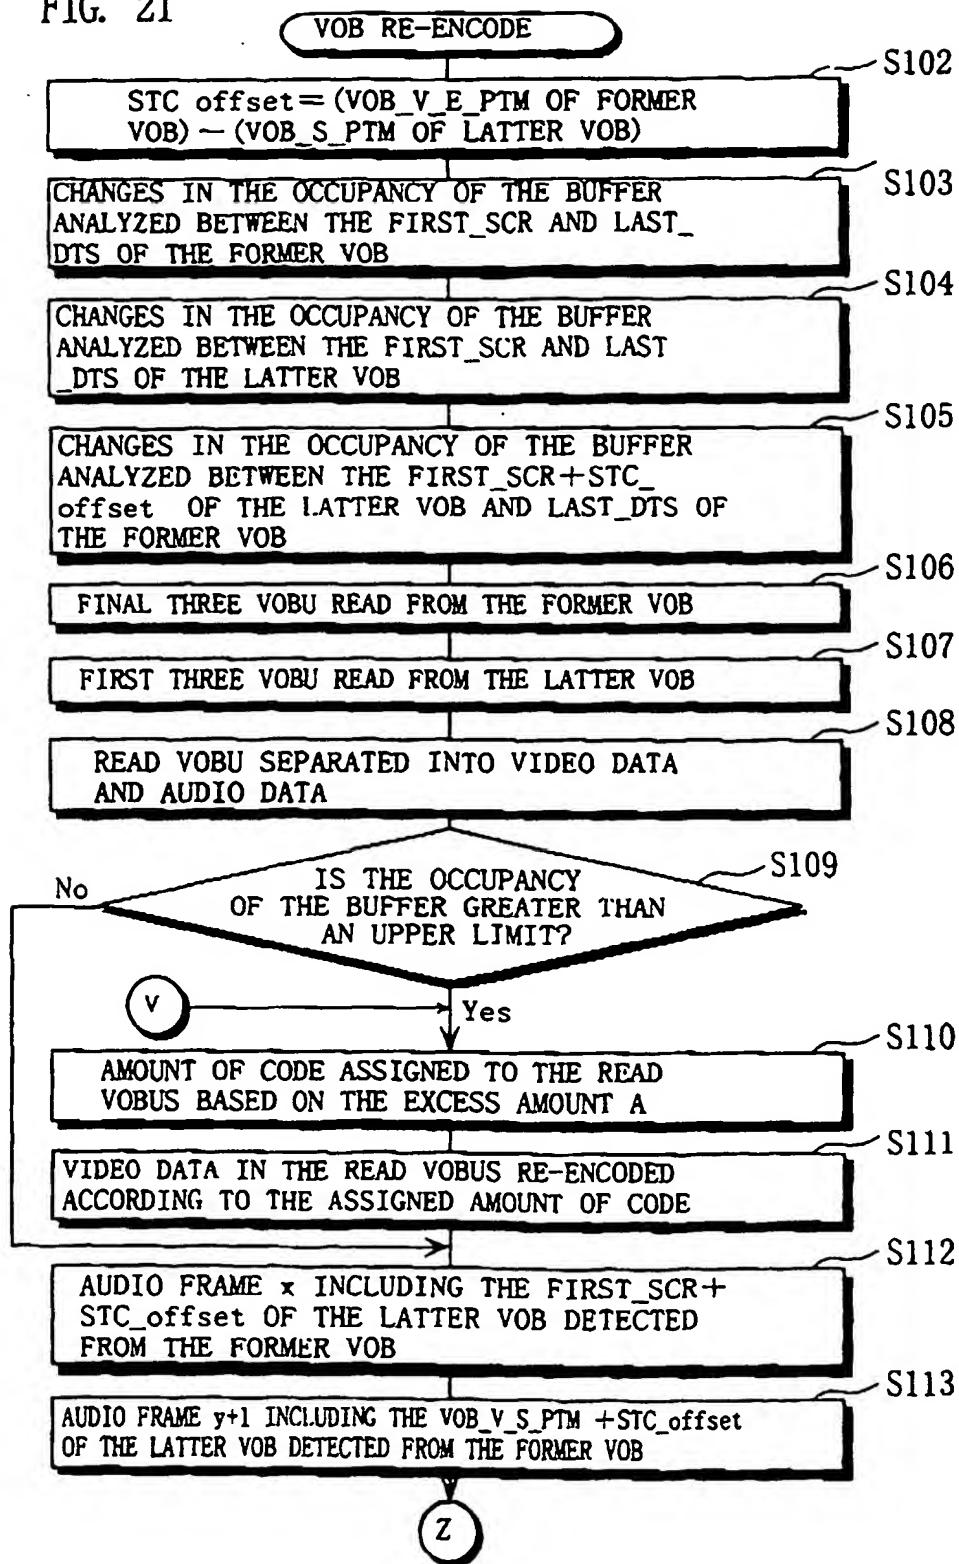 FIG. 21
VOB RE-ENCODE
S102
STC offset=(VOB_V_E_PTM OF FORMER
VOB)-(VOB_S_PTM OF LATTER VOB)
S103
CHANGES IN THE OCCUPANCY OF THE BUFFER
ANALYZED BETWEEN THE FIRST_SCR AND LAST_
DTS OF THE FORMER VOB
S104
CHANGES IN THE OCCUPANCY OF THE BUFFER
ANALYZED BETWEEN THE FIRST_SCR AND LAST
_DTS OF THE LATTER VOB
S105
CHANGES IN THE OCCUPANCY OF THE BUFFER
ANALYZED BETWEEN THE FIRST_SCR+STC_
offset OF THE LATTER VOB AND LAST_DTS OF
THE FORMER VOB
S106
FINAL THREE VOBU READ FROM THE FORMER VOB
S107
FIRST THREE VOBU READ FROM THE LATTER VOB
S108
READ VOBU SEPARATED INTO VIDEO DATA
AND AUDIO DATA
S109
No
IS THE OCCUPANCY
OF THE BUFFER GREATER THAN
AN UPPER LIMIT?
V
Yes
S110
AMOUNT OF CODE ASSIGNED TO THE READ
VOBUS BASED ON THE EXCESS AMOUNT A
S111
VIDEO DATA IN THE READ VOBUS RE-ENCODED
ACCORDING TO THE ASSIGNED AMOUNT OF CODE
S112
AUDIO FRAME x INCLUDING THE FIRST_SCR+
STC_offset OF THE LATTER VOB DETECTED
FROM THE FORMER VOB
S113
AUDIO FRAME y+1 INCLUDING THE VOB_V_S_PTM +STC_offset
OF THE LATTER VOB DETECTED FROM THE FORMER VOB
Z